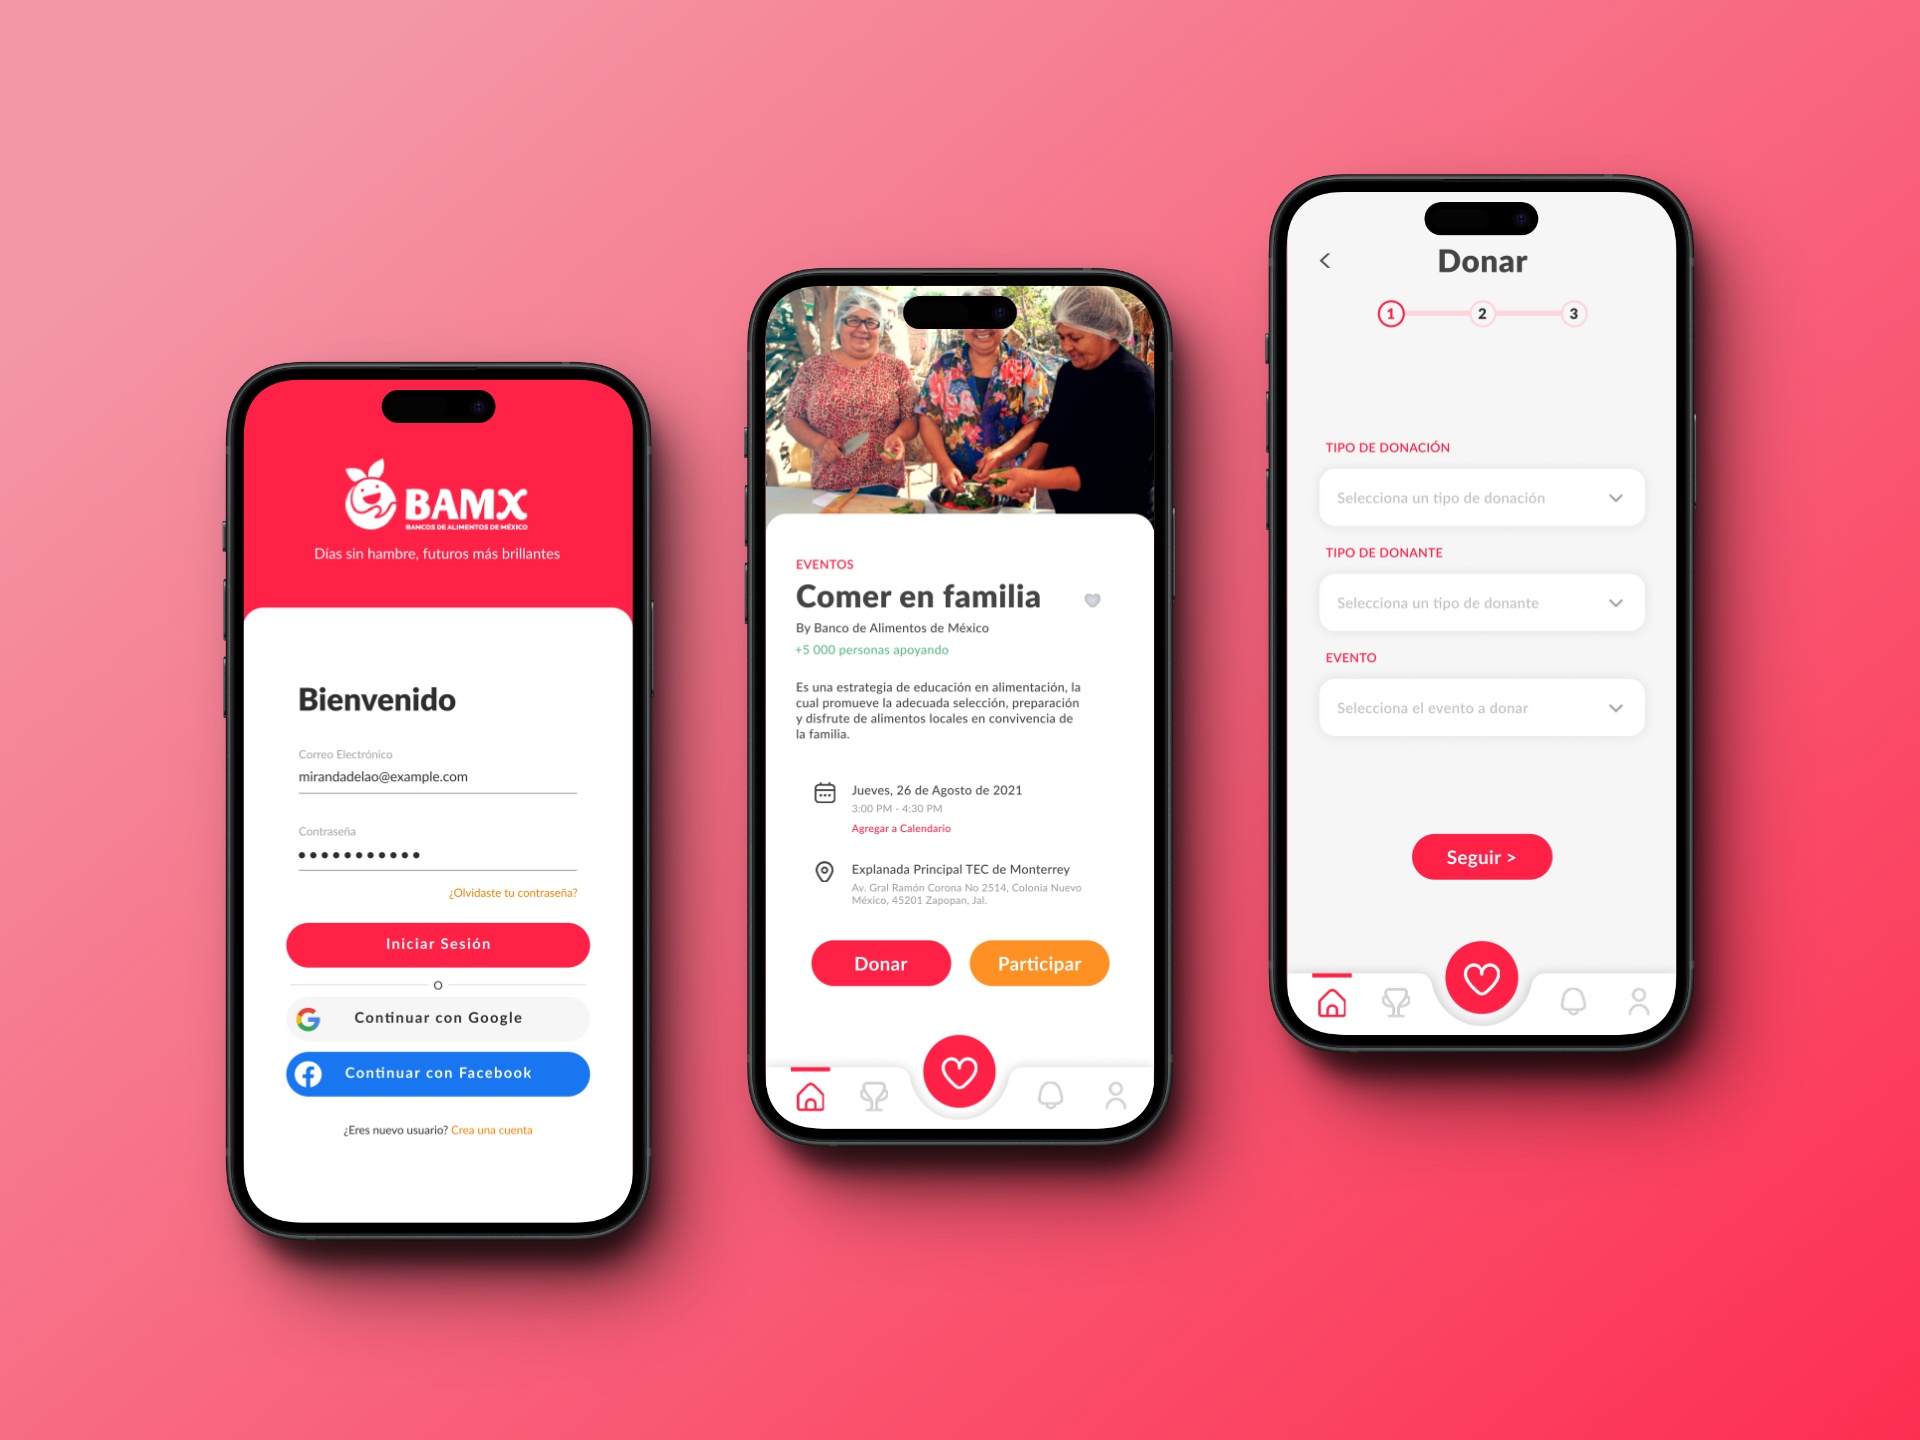 BAMX
BANCOS DE ALIMENTOS DE MÉXICO
Días sin hambre, futuros más brillantes
Bienvenido
Correo Electrónico
mirandadelao@example.com
Contraseña
¿Olvidaste tu contraseña?
Iniciar Sesión
O
Continuar con Google
Continuar con Facebook
¿Eres nuevo usuario? Crea una cuenta
EVENTOS
Comer en familia
By Banco de Alimentos de México
+5 000 personas apoyando
Es una estrategia de educación en alimentación, la
cual promueve la adecuada selección, preparación
y disfrute de alimentos locales en convivencia de
la familia.
Jueves, 26 de Agosto de 2021
3:00 PM - 4:30 PM
Agregar a Calendario
Explanada Principal TEC de Monterrey
Av. Gral Ramón Corona No 2514, Colonia Nuevo
México, 45201 Zapopan, Jal.
Donar Participar
< Donar
1 2 3
TIPO DE DONACIÓN
Selecciona un tipo de donación
TIPO DE DONANTE
Selecciona un tipo de donante
EVENTO
Selecciona el evento a donar
Seguir >